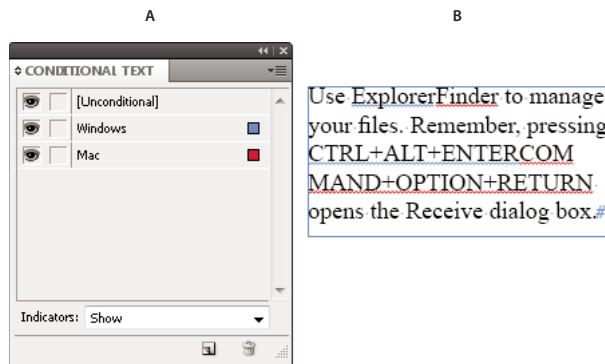 A
B
CONDITIONAL TEXT
[Unconditional]
Windows
Mac
Indicators: Show
Use ExplorerFinder to manage
your files. Remember, pressing
CTRL+ALT+ENTERCOM
MAND+OPTION+RETURN
opens the Receive dialog box.#